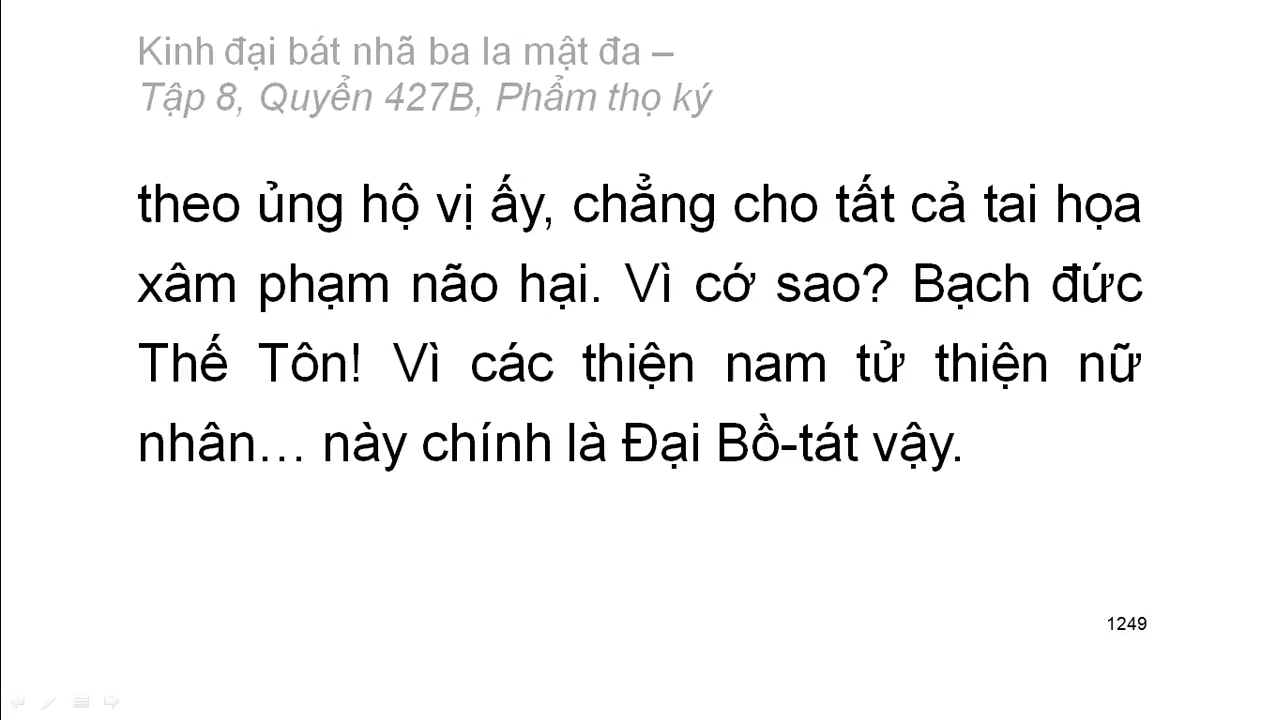 Kinh đại bát nhã ba la mật đa –
Tập 8, Quyển 427B, Phẩm thọ ký
theo ủng hộ vị ấy, chẳng cho tất cả tai họa
xâm phạm não hại. Vì cớ sao? Bạch đức
Thế Tôn! Vì các thiện nam tử thiện nữ
nhân… này chính là Đại Bồ-tát vậy.
1249